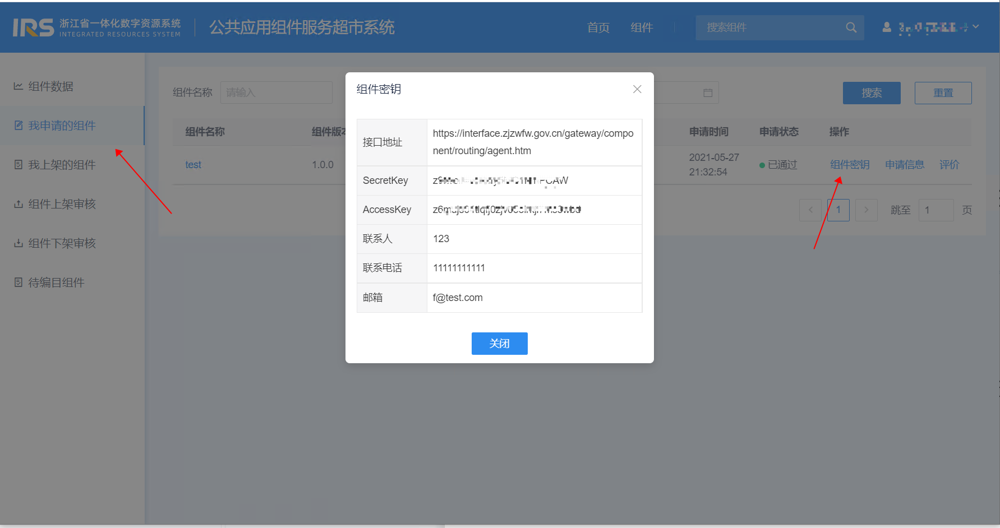 IRS
浙江省一体化数字资源系统
INTEGRATED RESOURCES SYSTEM
公共应用组件服务超市系统
首页
组件
搜索组件
组件数据
我申请的组件
我上架的组件
组件上架审核
组件下架审核
待编目组件
组件名称
请输入
搜索
重置
组件名称
组件版本
申请时间
申请状态
操作
test
1.0.0
2021-05-27
21:32:54
已通过
组件密钥
申请信息
评价
1
跳至
1
页
组件密钥
接口地址
https://interface.zjzwfw.gov.cn/gateway/compo
nent/routing/agent.htm
SecretKey
AccessKey
联系人
123
联系电话
11111111111
邮箱
f@test.com
关闭